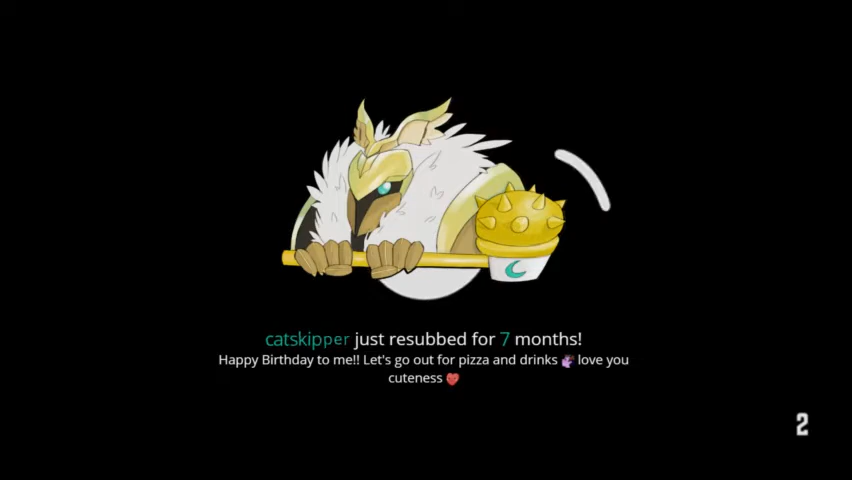 catskipper just resubbed for 7 months!
Happy Birthday to me!! Let's go out for pizza and drinks love you
cuteness
2